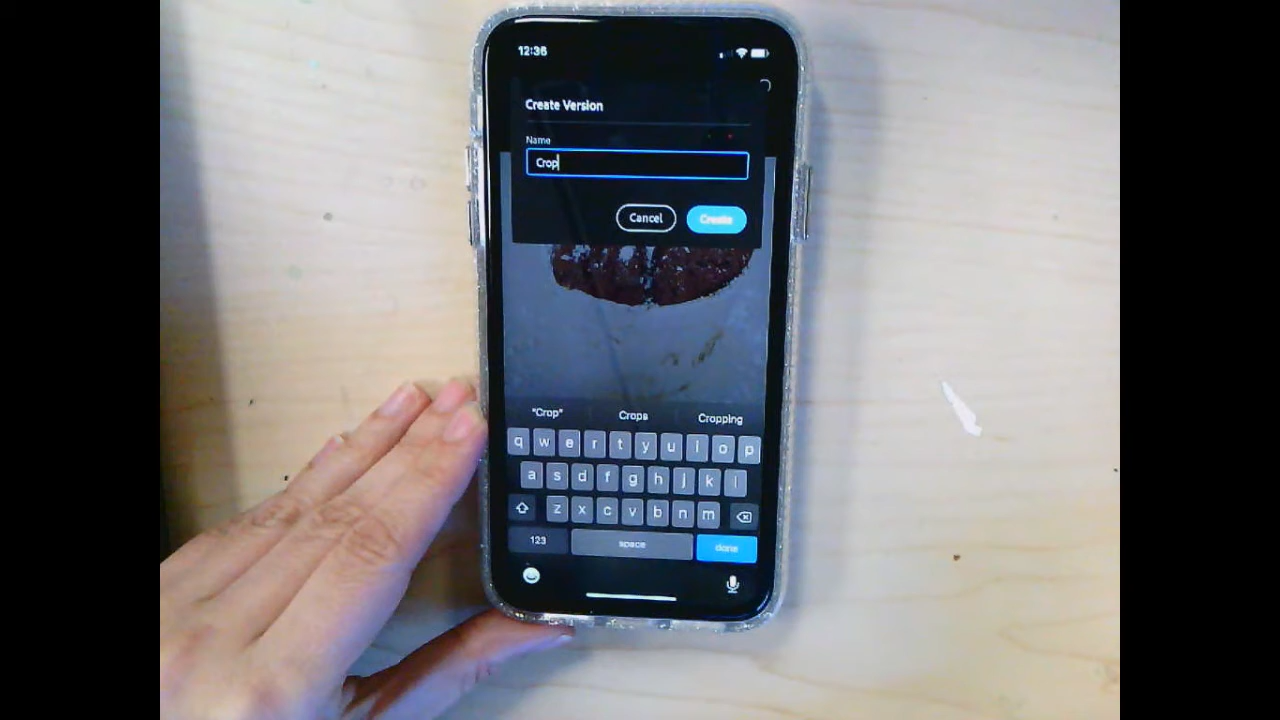 12:36
Create Version
Name
Crop
Cancel
Create
"Crop" Crops Cropping
q w e r t y u i o p
a s d f g h j k l
z x c v b n m
123 space done